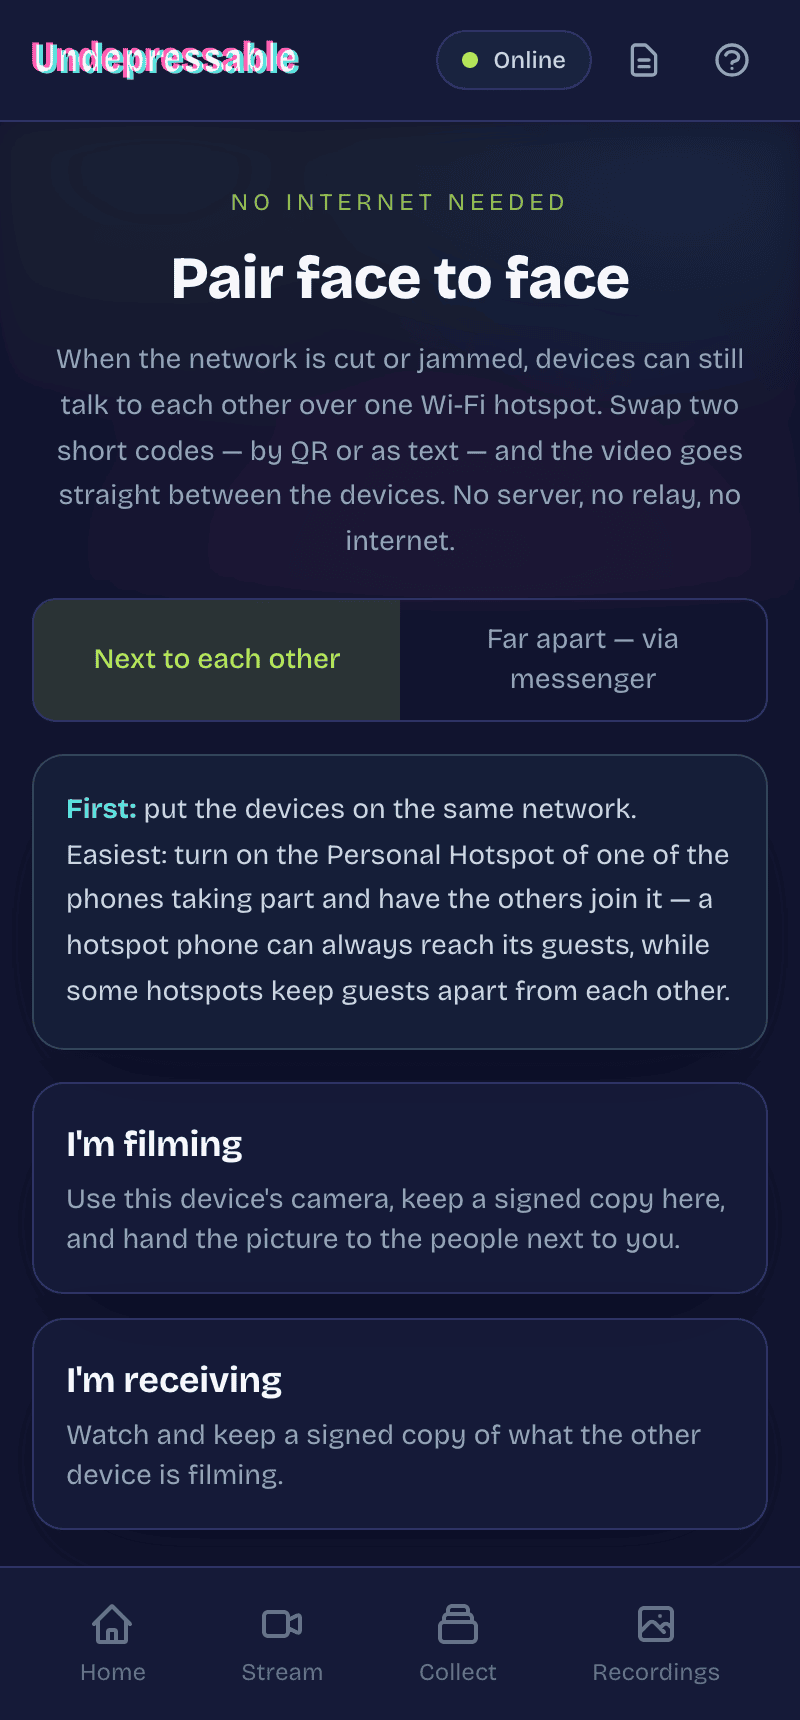 Undepressable
Online
NO INTERNET NEEDED
Pair face to face
When the network is cut or jammed, devices can still
talk to each other over one Wi-Fi hotspot. Swap two
short codes — by QR or as text — and the video goes
straight between the devices. No server, no relay, no
internet.
Next to each other
Far apart — via
messenger
First: put the devices on the same network.
Easiest: turn on the Personal Hotspot of one of the
phones taking part and have the others join it — a
hotspot phone can always reach its guests, while
some hotspots keep guests apart from each other.
I'm filming
Use this device's camera, keep a signed copy here,
and hand the picture to the people next to you.
I'm receiving
Watch and keep a signed copy of what the other
device is filming.
Home
Stream
Collect
Recordings